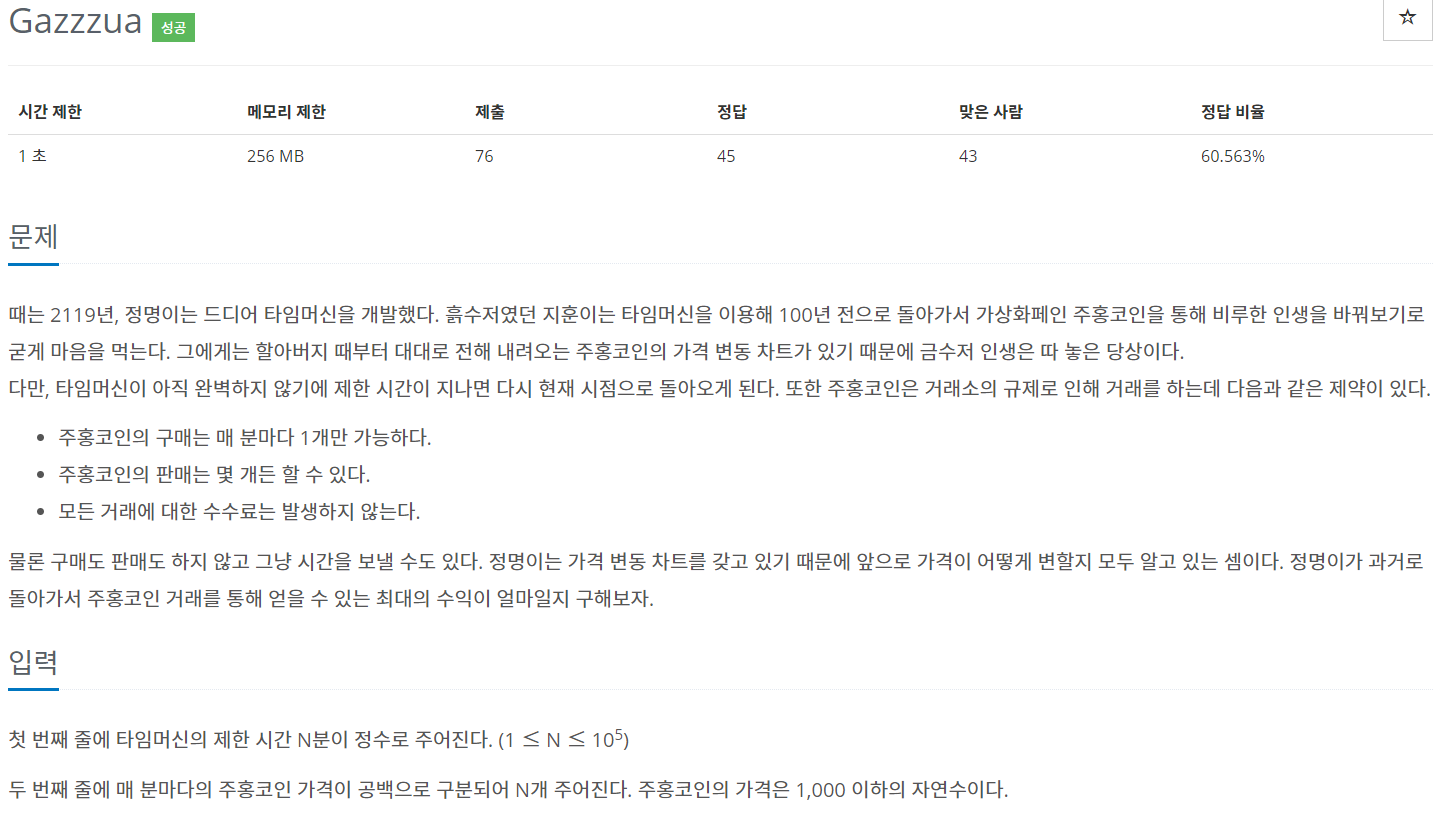 Gazzzua 성공
☆
시간 제한 메모리 제한 제출 정답 맞은 사람 정답 비율
1 초 256 MB 76 45 43 60.563%
문제
때는 2119년, 정명이는 드디어 타임머신을 개발했다. 흙수저였던 지훈이는 타임머신을 이용해 100년 전으로 돌아가서 가상화폐인 주홍코인을 통해 비루한 인생을 바꿔보기로
굳게 마음을 먹는다. 그에게는 할아버지 때부터 대대로 전해 내려오는 주홍코인의 가격 변동 차트가 있기 때문에 금수저 인생은 따 놓은 당상이다.
다만, 타임머신이 아직 완벽하지 않기에 제한 시간이 지나면 다시 현재 시점으로 돌아오게 된다. 또한 주홍코인은 거래소의 규제로 인해 거래를 하는데 다음과 같은 제약이 있다.
• 주홍코인의 구매는 매 분마다 1개만 가능하다.
• 주홍코인의 판매는 몇 개든 할 수 있다.
• 모든 거래에 대한 수수료는 발생하지 않는다.
물론 구매도 판매도 하지 않고 그냥 시간을 보낼 수도 있다. 정명이는 가격 변동 차트를 갖고 있기 때문에 앞으로 가격이 어떻게 변할지 모두 알고 있는 셈이다. 정명이가 과거로
돌아가서 주홍코인 거래를 통해 얻을 수 있는 최대의 수익이 얼마일지 구해보자.
입력
첫 번째 줄에 타임머신의 제한 시간 N분이 정수로 주어진다. (1 ≤ N ≤ 10⁵)
두 번째 줄에 매 분마다의 주홍코인 가격이 공백으로 구분되어 N개 주어진다. 주홍코인의 가격은 1,000 이하의 자연수이다.